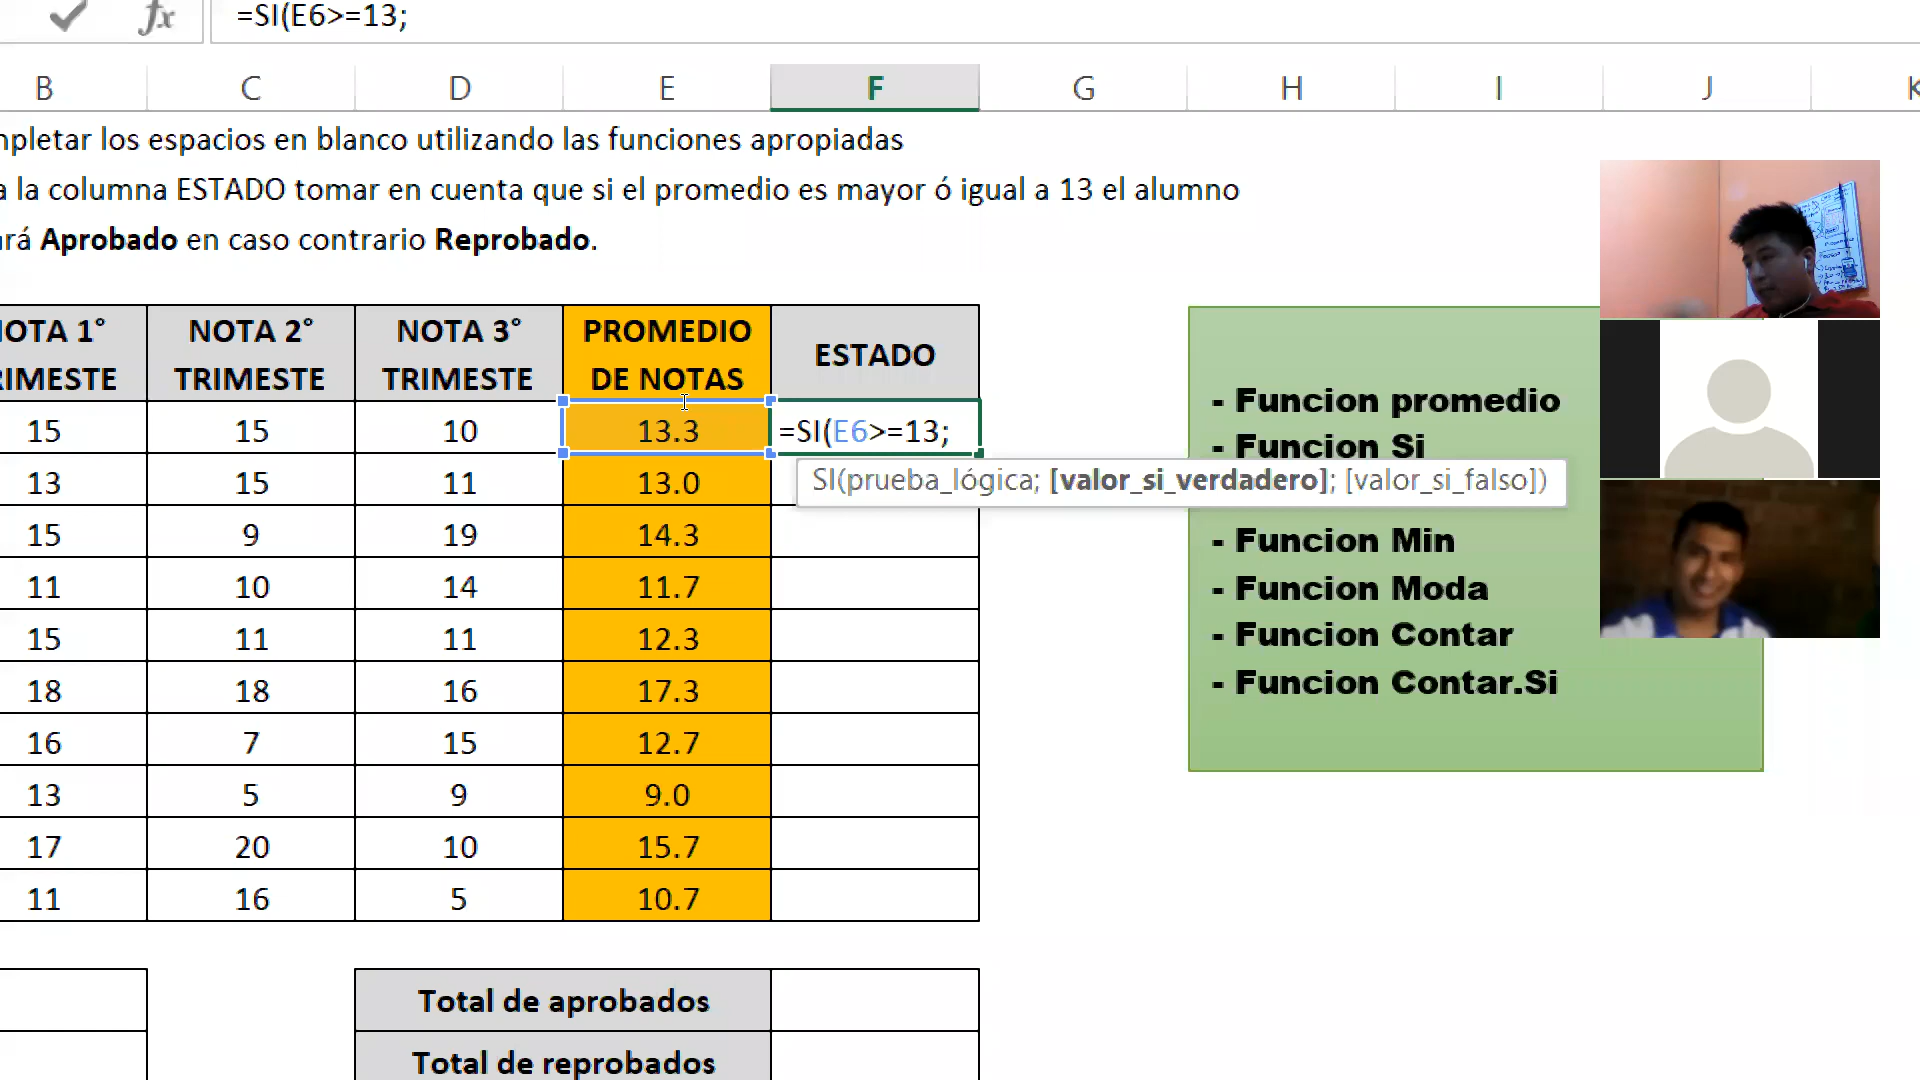 fx =SI(E6>=13;
B C D E F G H I J K
mpletar los espacios en blanco utilizando las funciones apropiadas
a la columna ESTADO tomar en cuenta que si el promedio es mayor ó igual a 13 el alumno
ará Aprobado en caso contrario Reprobado.
NOTA 1° NOTA 2° NOTA 3° PROMEDIO ESTADO
RIMESTE TRIMESTE TRIMESTE DE NOTAS
15 15 10 13.3 =SI(E6>=13;
SI(prueba_lógica; [valor_si_verdadero]; [valor_si_falso])
13 15 11 13.0
15 9 19 14.3
11 10 14 11.7
15 11 11 12.3
18 18 16 17.3
16 7 15 12.7
13 5 9 9.0
17 20 10 15.7
11 16 5 10.7
Total de aprobados
Total de reprobados
- Funcion promedio
- Funcion Si
- Funcion Min
- Funcion Moda
- Funcion Contar
- Funcion Contar.Si